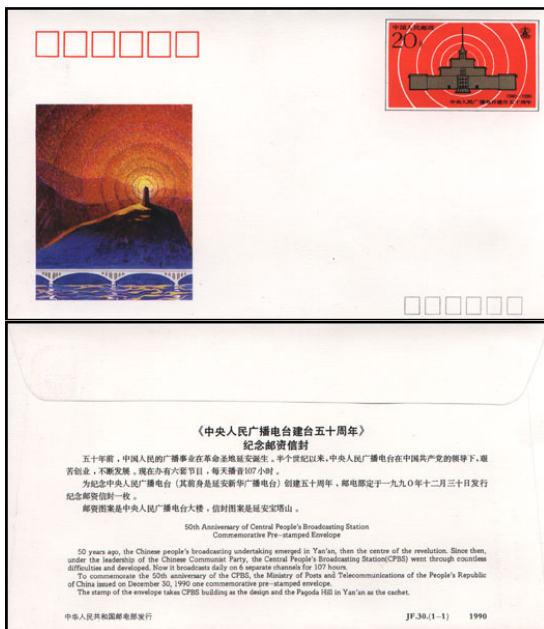 中国人民邮政
20分
1940-1990
中央人民广播电台建台五十周年
《中央人民广播电台建台五十周年》
纪念邮资信封
五十年前，中国人民的广播事业在革命圣地延安诞生。半个世纪以来，中央人民广播电台在中国共产党的领导下，艰
苦创业，不断发展。现在办有六套节目，每天播音107小时。
为纪念中央人民广播电台（其前身是延安新华广播电台）创建五十周年，邮电部定于一九九〇年十二月三十日发行
纪念邮资信封一枚。
邮资图案是中央人民广播电台大楼，信封图案是延安宝塔山。
50th Anniversary of Central People's Broadcasting Station
Commemorative Pre-stamped Envelope
50 years ago, the Chinese people's broadcasting undertaking emerged in Yan'an, then the centre of the revelution. Since then,
under the leadership of the Chinese Communist Party, the Central People's Broadcasting Station(CPBS) went through countless
difficulties and developed. Now it broadcasts daily on 6 separate channels for 107 hours.
To commemorate the 50th anniversary of the CPBS, the Ministry of Posts and Telecommunications of the People's Republic
of China issued on December 30, 1990 one commemorative pre-stamped envelope.
The stamp of the envelope takes CPBS building as the design and the Pagoda Hill in Yan'an as the cachet.
中华人民共和国邮电部发行
JF.30.(1-1) 1990